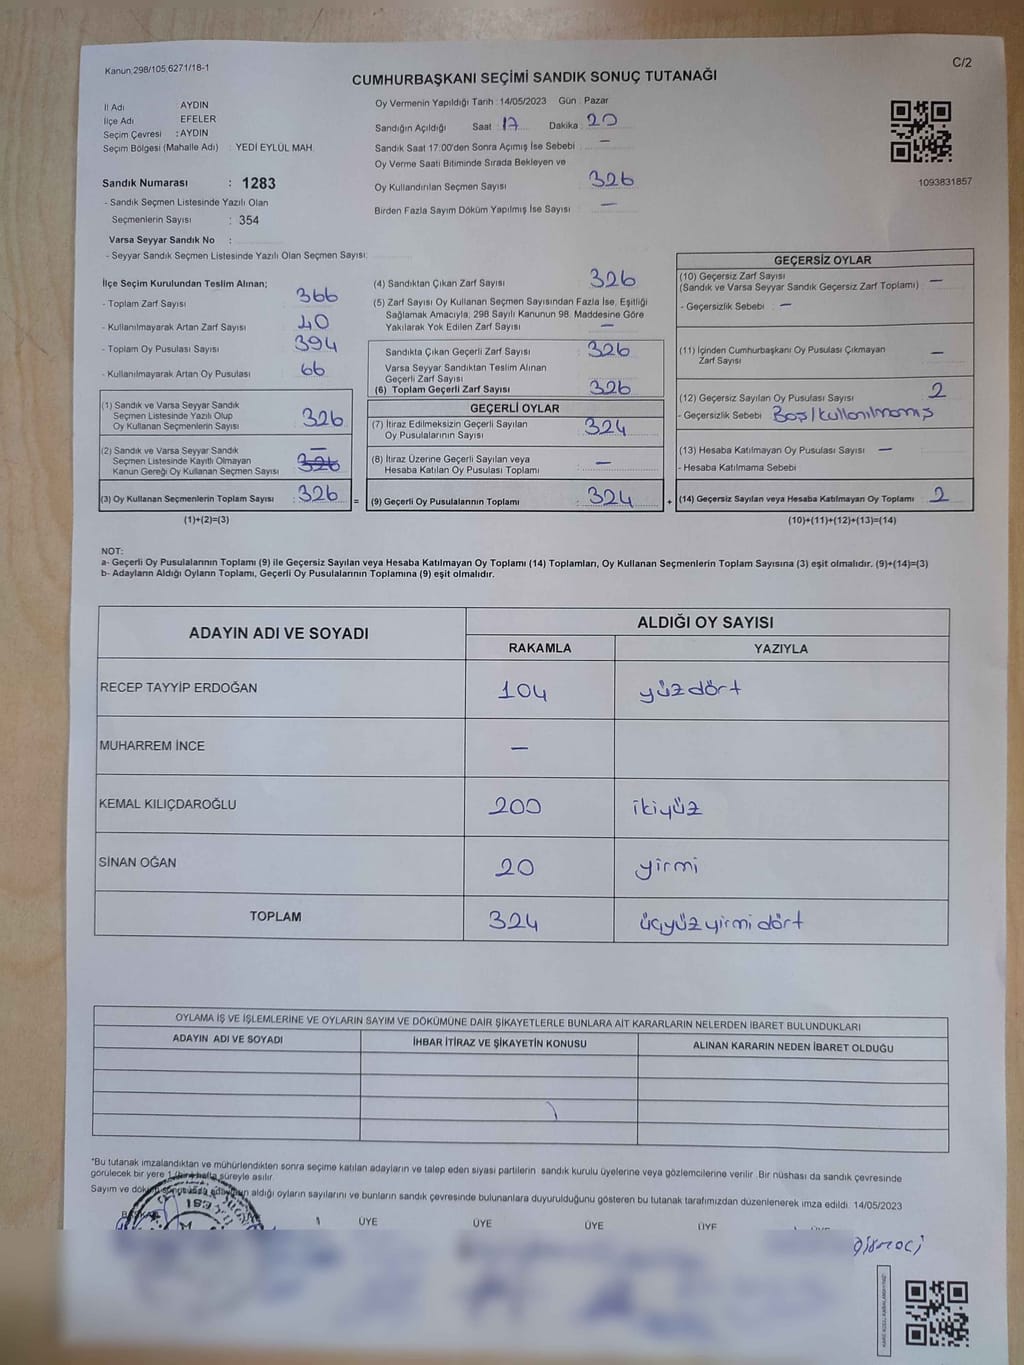 Kanun:298/105,6271/18-1
C/2
CUMHURBAŞKANI SEÇİMİ SANDIK SONUÇ TUTANAĞI
İl Adı : AYDIN
İlçe Adı : EFELER
Seçim Çevresi : AYDIN
Seçim Bölgesi (Mahalle Adı) : YEDİ EYLÜL MAH.
Sandık Numarası : 1283
- Sandık Seçmen Listesinde Yazılı Olan
Seçmenlerin Sayısı : 354
Varsa Seyyar Sandık No :
- Seyyar Sandık Seçmen Listesinde Yazılı Olan Seçmen Sayısı:
Oy Vermenin Yapıldığı Tarih : 14/05/2023 Gün : Pazar
Sandığın Açıldığı Saat : 17 Dakika : 20
Sandık Saat 17.00'den Sonra Açımış İse Sebebi : —
Oy Verme Saati Bitiminde Sırada Bekleyen ve
Oy Kullandırılan Seçmen Sayısı 326
Birden Fazla Sayım Döküm Yapılmış İse Sayısı : —
1093831857
İlçe Seçim Kurulundan Teslim Alınan;
- Toplam Zarf Sayısı : 366
- Kullanılmayarak Artan Zarf Sayısı : 40
- Toplam Oy Pusulası Sayısı : 394
- Kullanılmayarak Artan Oy Pusulası : 66
(1) Sandık ve Varsa Seyyar Sandık
Seçmen Listesinde Yazılı Olup
Oy Kullanan Seçmenlerin Sayısı : 326
(2) Sandık ve Varsa Seyyar Sandık —
Seçmen Listesinde Kayıtlı Olmayan
Kanun Gereği Oy Kullanan Seçmen Sayısı : 326
(3) Oy Kullanan Seçmenlerin Toplam Sayısı : 326 =
(1)+(2)=(3)
(4) Sandıktan Çıkan Zarf Sayısı : 326
(5) Zarf Sayısı Oy Kullanan Seçmen Sayısından Fazla İse, Eşitliği
Sağlamak Amacıyla; 298 Sayılı Kanunun 98. Maddesine Göre
Yakılarak Yok Edilen Zarf Sayısı : —
Sandıkta Çıkan Geçerli Zarf Sayısı : 326
Varsa Seyyar Sandıktan Teslim Alınan
Geçerli Zarf Sayısı
(6) Toplam Geçerli Zarf Sayısı : 326
GEÇERLİ OYLAR
(7) İtiraz Edilmeksizin Geçerli Sayılan
Oy Pusulalarının Sayısı : 324
(8) İtiraz Üzerine Geçerli Sayılan veya
Hesaba Katılan Oy Pusulası Toplamı : —
(9) Geçerli Oy Pusulalarının Toplamı : 324 +
GEÇERSİZ OYLAR
(10) Geçersiz Zarf Sayısı
(Sandık ve Varsa Seyyar Sandık Geçersiz Zarf Toplamı) : —
- Geçersizlik Sebebi : —
(11) İçinden Cumhurbaşkanı Oy Pusulası Çıkmayan
Zarf Sayısı —
(12) Geçersiz Sayılan Oy Pusulası Sayısı : 2
- Geçersizlik Sebebi Boş/kullanılmamış
(13) Hesaba Katılmayan Oy Pusulası Sayısı —
- Hesaba Katılmama Sebebi
(14) Geçersiz Sayılan veya Hesaba Katılmayan Oy Toplamı : 2
(10)+(11)+(12)+(13)=(14)
NOT:
a- Geçerli Oy Pusulalarının Toplamı (9) ile Geçersiz Sayılan veya Hesaba Katılmayan Oy Toplamı (14) Toplamları, Oy Kullanan Seçmenlerin Toplam Sayısına (3) eşit olmalıdır. (9)+(14)=(3)
b- Adayların Aldığı Oyların Toplamı, Geçerli Oy Pusulalarının Toplamına (9) eşit olmalıdır.
ADAYIN ADI VE SOYADI
ALDIĞI OY SAYISI
RAKAMLA YAZIYLA
RECEP TAYYİP ERDOĞAN 104 yüzdört
MUHARREM İNCE —
KEMAL KILIÇDAROĞLU 200 ikiyüz
SİNAN OĞAN 20 yirmi
TOPLAM 324 üçyüzyirmidört
OYLAMA İŞ VE İŞLEMLERİNE VE OYLARIN SAYIM VE DÖKÜMÜNE DAİR ŞİKAYETLERLE BUNLARA AİT KARARLARIN NELERDEN İBARET BULUNDUKLARI
ADAYIN ADI VE SOYADI İHBAR İTİRAZ VE ŞİKAYETİN KONUSU ALINAN KARARIN NEDEN İBARET OLDUĞU
*Bu tutanak imzalandıktan ve mühürlendikten sonra seçime katılan adayların ve talep eden siyasi partilerin sandık kurulu üyelerine veya gözlemcilerine verilir. Bir nüshası da sandık çevresinde
görülecek bir yere 1 (bir) hafta süreyle asılır.
Sayım ve döküm sonucunda adayların aldığı oyların sayılarını ve bunların sandık çevresinde bulunanlara duyurulduğunu gösteren bu tutanak tarafımızdan düzenlenerek imza edildi. 14/05/2023
ÜYE ÜYE ÜYE ÜYE ÜYE